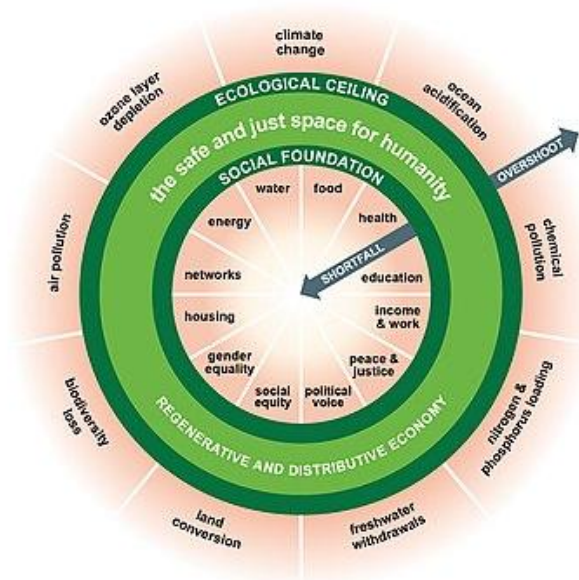 climate
change
ozone layer
depletion
ocean
acidification
ECOLOGICAL CEILING
the safe and just space for humanity
OVERSHOOT
SOCIAL FOUNDATION
water
food
energy
health
SHORTFALL
air pollution
chemical
pollution
networks
education
housing
income
& work
gender
equality
peace &
justice
social
equity
political
voice
biodiversity
loss
REGENERATIVE AND DISTRIBUTIVE ECONOMY
nitrogen &
phosphorus loading
land
conversion
freshwater
withdrawals